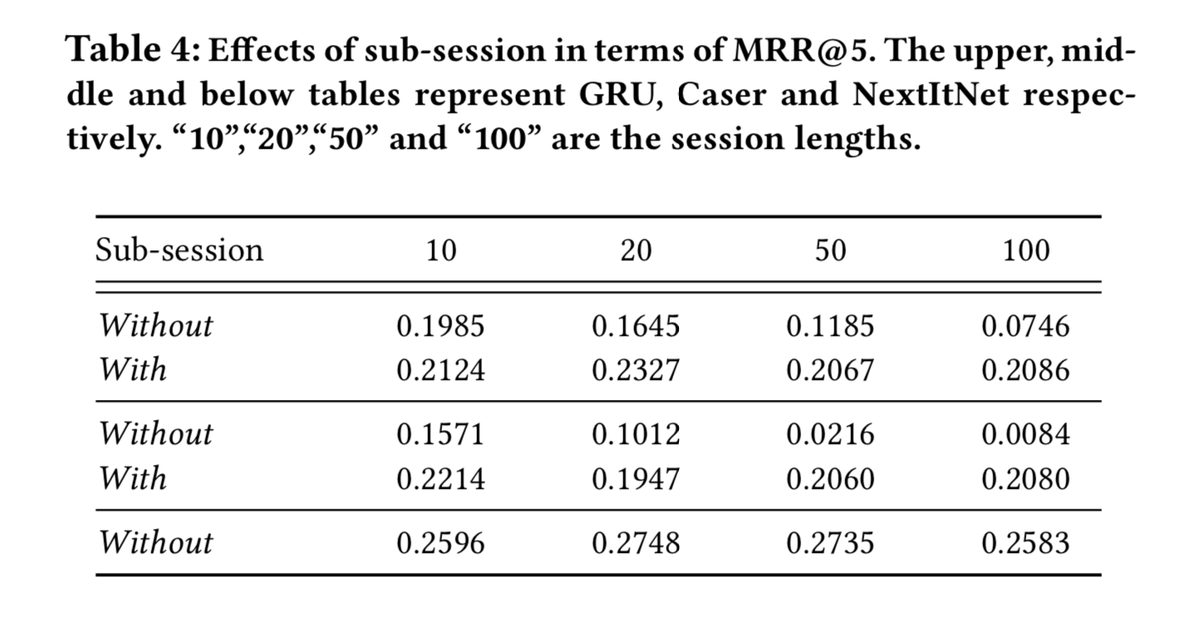 Table 4: Effects of sub-session in terms of MRR@5. The upper, mid-
dle and below tables represent GRU, Caser and NextItNet respec-
tively. “10”,“20”,“50” and “100” are the session lengths.
Sub-session 10 20 50 100
Without 0.1985 0.1645 0.1185 0.0746
With 0.2124 0.2327 0.2067 0.2086
Without 0.1571 0.1012 0.0216 0.0084
With 0.2214 0.1947 0.2060 0.2080
Without 0.2596 0.2748 0.2735 0.2583